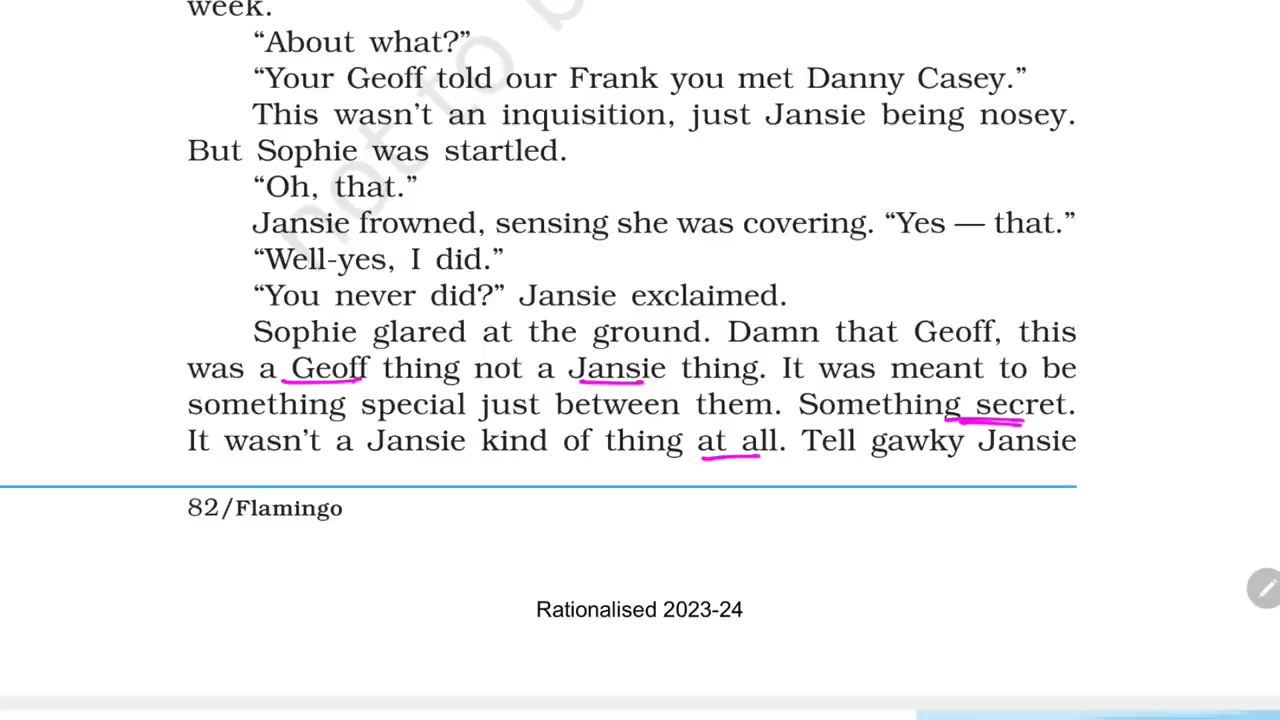 week.
“About what?”
“Your Geoff told our Frank you met Danny Casey.”
This wasn’t an inquisition, just Jansie being nosey.
But Sophie was startled.
“Oh, that.”
Jansie frowned, sensing she was covering. “Yes — that.”
“Well-yes, I did.”
“You never did?” Jansie exclaimed.
Sophie glared at the ground. Damn that Geoff, this
was a Geoff thing not a Jansie thing. It was meant to be
something special just between them. Something secret.
It wasn’t a Jansie kind of thing at all. Tell gawky Jansie
82/Flamingo
Rationalised 2023-24
not to b